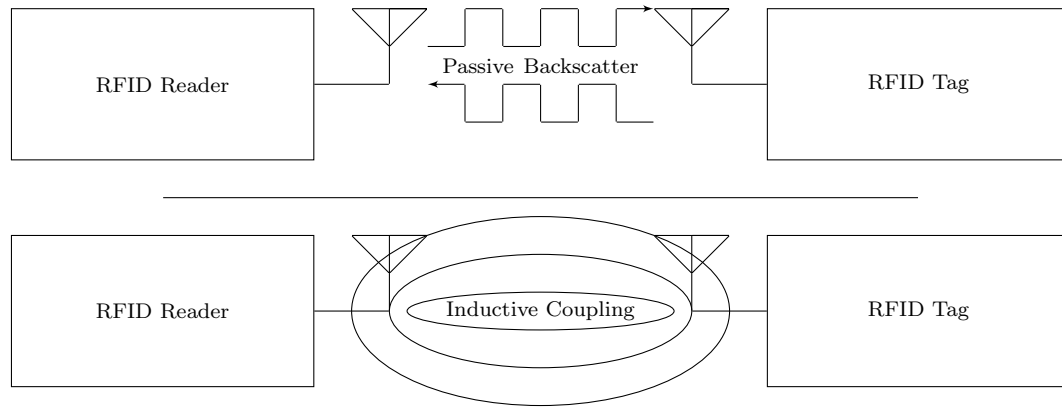 RFID Reader
Passive Backscatter
RFID Tag
RFID Reader
Inductive Coupling
RFID Tag